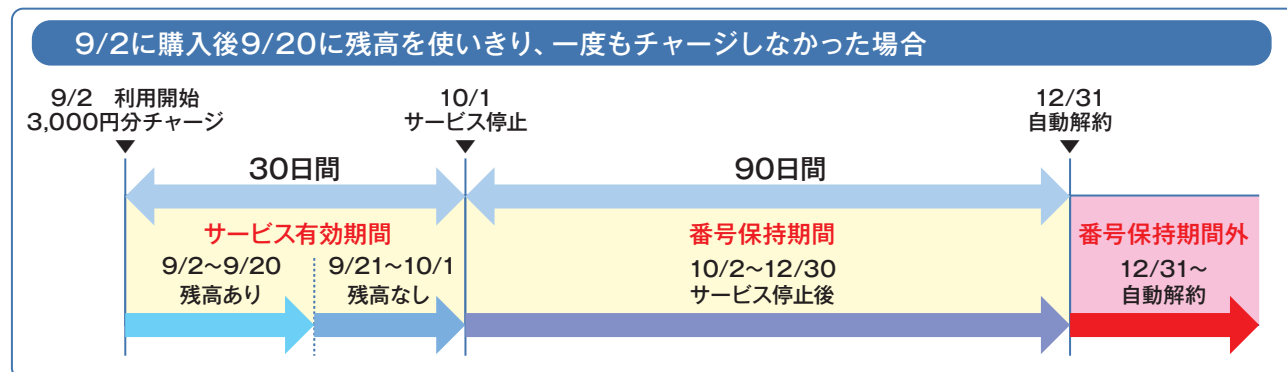 9/2に購入後9/20に残高を使いきり、一度もチャージしなかった場合
9/2　利用開始
3,000円分チャージ
10/1
サービス停止
12/31
自動解約
30日間
90日間
サービス有効期間
番号保持期間
番号保持期間外
9/2～9/20
残高あり
9/21～10/1
残高なし
10/2～12/30
サービス停止後
12/31～
自動解約